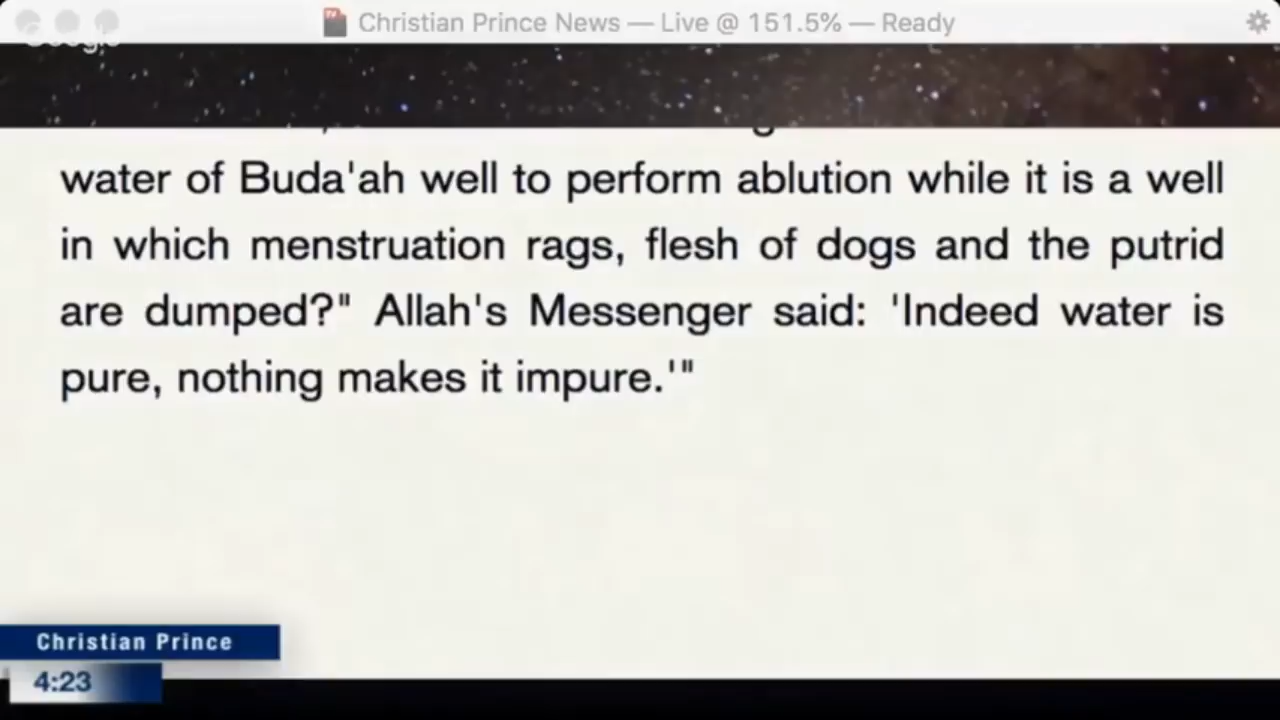 Christian Prince News — Live @ 151.5% — Ready
water of Buda'ah well to perform ablution while it is a well
in which menstruation rags, flesh of dogs and the putrid
are dumped?" Allah's Messenger said: 'Indeed water is
pure, nothing makes it impure.'"
Christian Prince
4:23